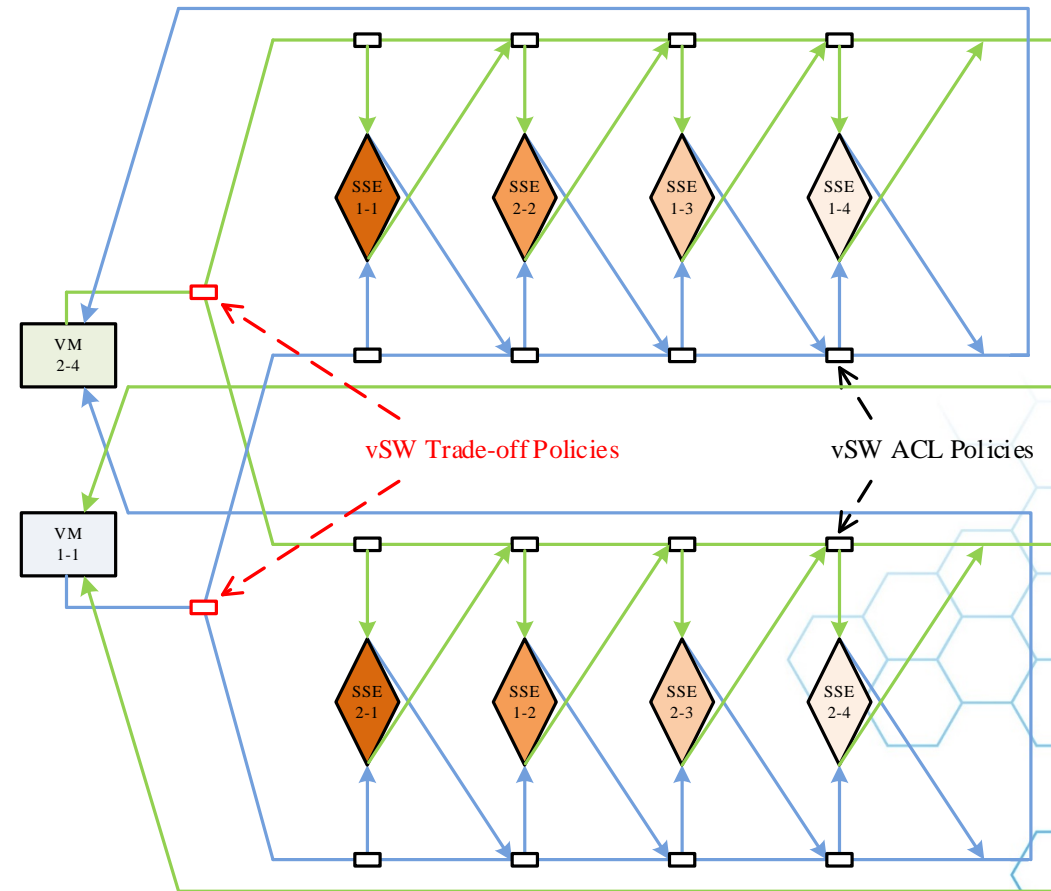 SSE
1-1
SSE
2-2
SSE
1-3
SSE
1-4
VM
2-4
vSW Trade-off Policies
vSW ACL Policies
VM
1-1
SSE
2-1
SSE
1-2
SSE
2-3
SSE
2-4